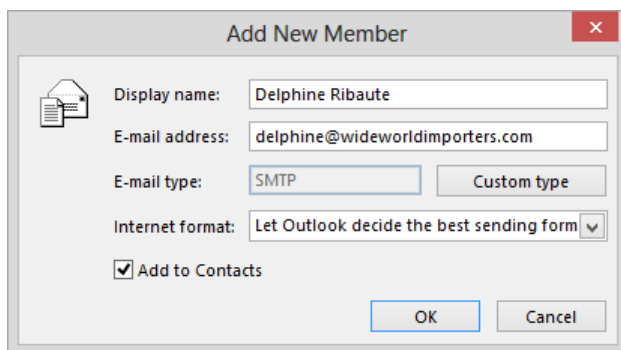 Add New Member
Display name: Delphine Ribaute
E-mail address: delphine@wideworldimporters.com
E-mail type: SMTP Custom type
Internet format: Let Outlook decide the best sending form
Add to Contacts
OK Cancel